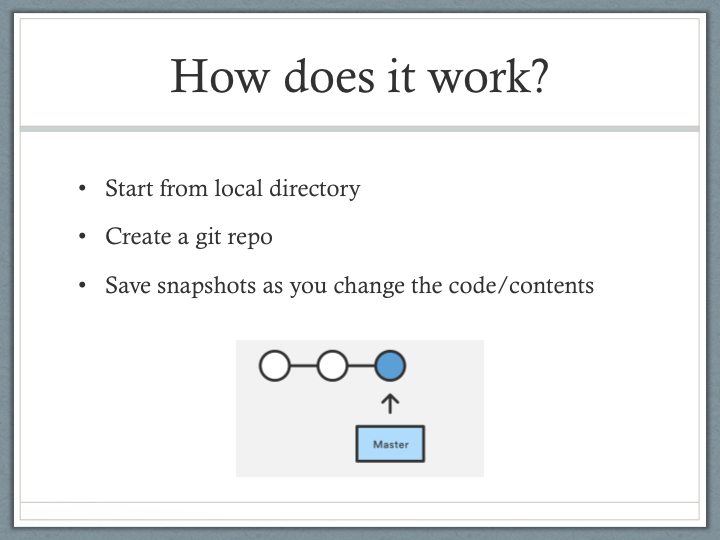 How does it work?
• Start from local directory
• Create a git repo
• Save snapshots as you change the code/contents
Master